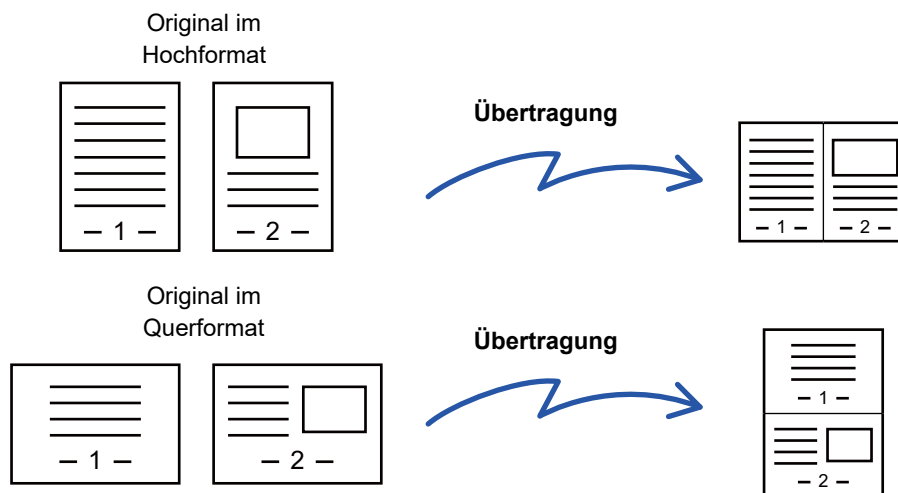 Original im
Hochformat
Übertragung
– 1 –
– 2 –
– 1 –
– 2 –
Original im
Querformat
Übertragung
– 1 –
– 1 –
– 2 –
– 2 –